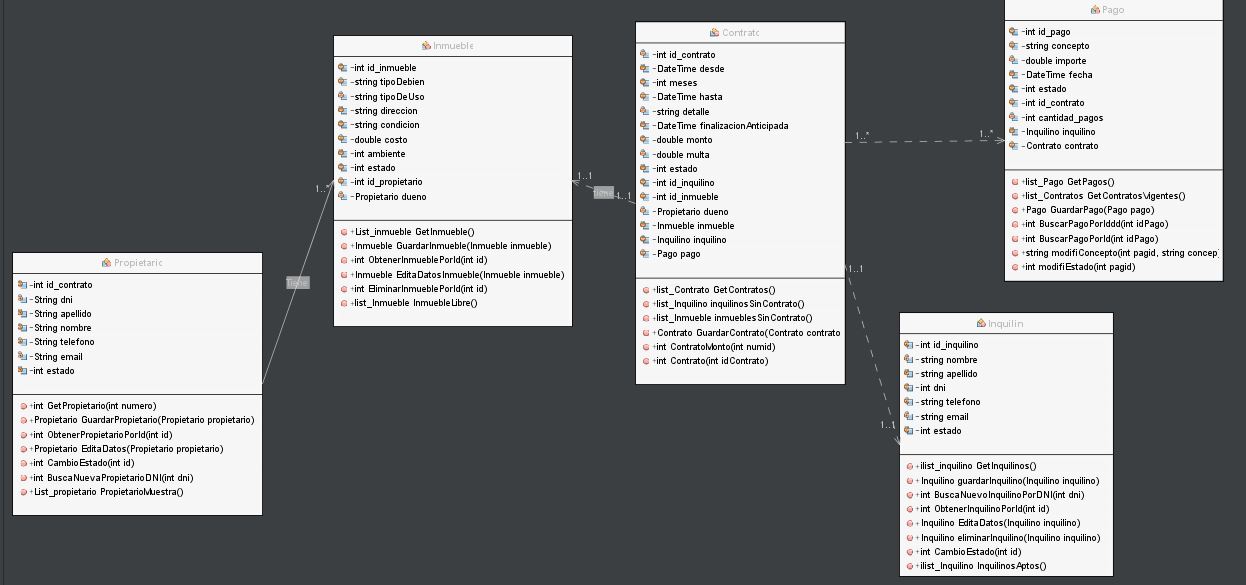 Propietaric
-int id_contrato
-String dni
-String apellido
-String nombre
-String telefono
-String email
-int estado
+int GetPropietario(int numero)
+Propietario GuardarPropietario(Propietario propietario)
+int ObtenerPropietarioPorId(int id)
+Propietario EditaDatos(Propietario propietario)
+int CambioEstado(int id)
+int BuscaNuevaPropietarioDNI(int dni)
+List_propietario PropietarioMuestra()
Tiene
1..*
Inmueble
-int id_inmueble
-string tipoDebien
-string tipoDeUso
-string direccion
-string condicion
-double costo
-int ambiente
-int estado
-int id_propietario
-Propietario dueno
+List_inmueble GetInmueble()
+Inmueble GuardarInmueble(Inmueble inmueble)
+int ObtenerInmueblePorId(int id)
+Inmueble EditaDatosInmueble(Inmueble inmueble)
+int EliminarInmueblePorId(int id)
+list_Inmueble InmuebleLibre()
1..1
tiene
1..1
Contratc
-int id_contrato
-DateTime desde
-int meses
-DateTime hasta
-string detalle
-DateTime finalizacionAnticipada
-double monto
-double multa
-int estado
-int id_inquilino
-int id_inmueble
-Propietario dueno
-Inmueble inmueble
-Inquilino inquilino
-Pago pago
+list_Contrato GetContratos()
+list_Inquilino inquilinosSinContrato()
+list_Inmueble inmueblesSinContrato()
+Contrato GuardarContrato(Contrato contrato
+int ContratoMonto(int numid)
+int Contrato(int idContrato)
1..*
1..*
Pago
-int id_pago
-string concepto
-double importe
-DateTime fecha
-int estado
-int id_contrato
-int cantidad_pagos
-Inquilino inquilino
-Contrato contrato
+list_Pago GetPagos()
+list_Contratos GetContratosVigentes()
+Pago GuardarPago(Pago pago)
+int BuscarPagoPorIddd(int idPago)
+int BuscarPagoPorId(int idPago)
+string modifiConcepto(int pagid, string concep
+int modifiEstado(int pagid)
1..1
1..1
Inquilin
-int id_inquilino
-string nombre
-string apellido
-int dni
-string telefono
-string email
-int estado
+ilist_inquilino GetInquilinos()
+Inquilino guardarInquilino(Inquilino inquilino)
+int BuscaNuevoInquilinoPorDNI(int dni)
+int ObtenerInquilinoPorId(int id)
+Inquilino EditaDatos(Inquilino inquilino)
+Inquilino eliminarInquilino(Inquilino inquilino)
+int CambioEstado(int id)
+ilist_Inquilino InquilinosAptos()